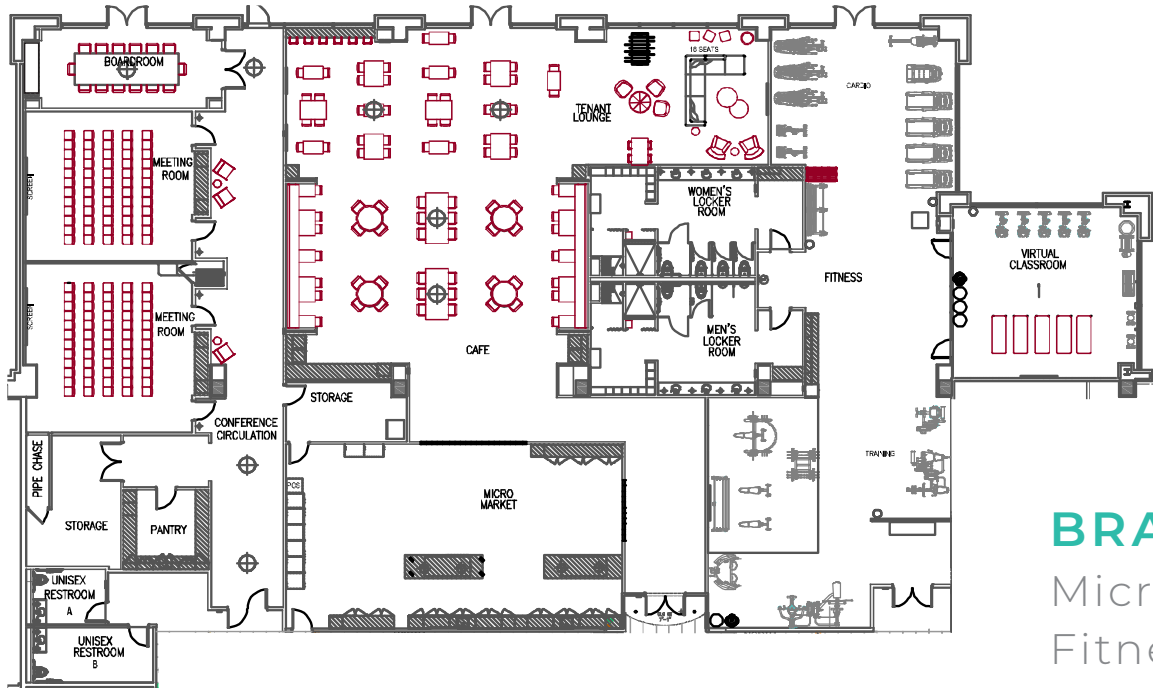 BOARDROOM
16 SEATS
CARDIO
TENANT
LOUNGE
MEETING
ROOM
SCREEN
WOMEN'S
LOCKER
ROOM
VIRTUAL
CLASSROOM
FITNESS
MEETING
ROOM
SCREEN
MEN'S
LOCKER
ROOM
CAFE
STORAGE
CONFERENCE
CIRCULATION
TRAINING
PIPE CHASE
POS
MICRO
MARKET
STORAGE
PANTRY
UNISEX
RESTROOM
A
UNISEX
RESTROOM
B
BRA
Micr
Fitne